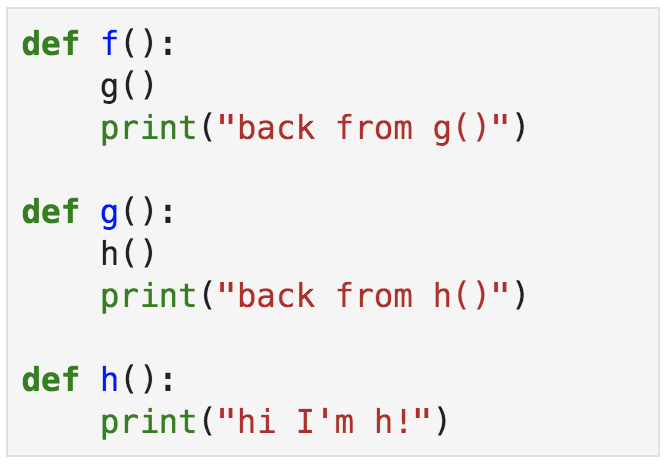 def f():
    g()
    print("back from g()")

def g():
    h()
    print("back from h()")

def h():
    print("hi I'm h!")